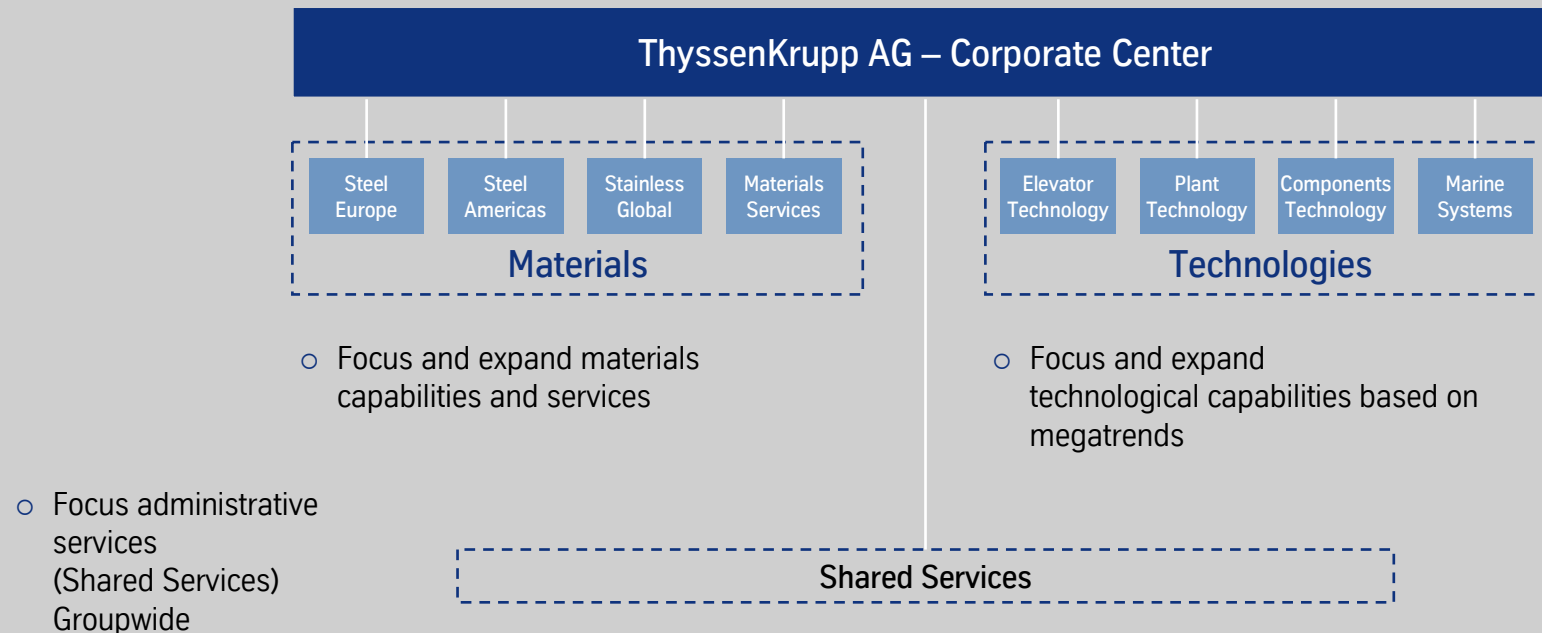 ThyssenKrupp AG – Corporate Center
Steel
Europe
Steel
Americas
Stainless
Global
Materials
Services
Materials
Elevator
Technology
Plant
Technology
Components
Technology
Marine
Systems
Technologies
○ Focus and expand materials
capabilities and services
○ Focus and expand
technological capabilities based on
megatrends
○ Focus administrative
services
(Shared Services)
Groupwide
Shared Services